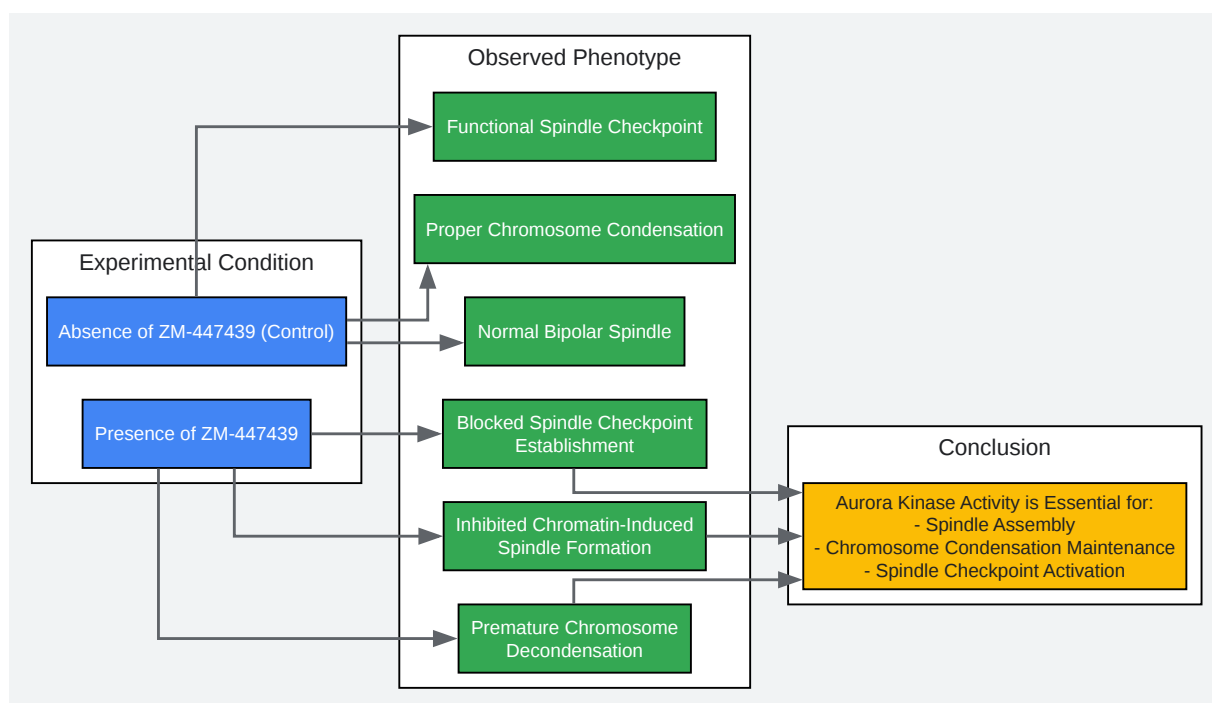 Observed Phenotype
Functional Spindle Checkpoint
Proper Chromosome Condensation
Experimental Condition
Absence of ZM-447439 (Control)
Normal Bipolar Spindle
Presence of ZM-447439
Blocked Spindle Checkpoint
Establishment
Inhibited Chromatin-Induced
Spindle Formation
Premature Chromosome
Decondensation
Conclusion
Aurora Kinase Activity is Essential for:
- Spindle Assembly
- Chromosome Condensation Maintenance
- Spindle Checkpoint Activation